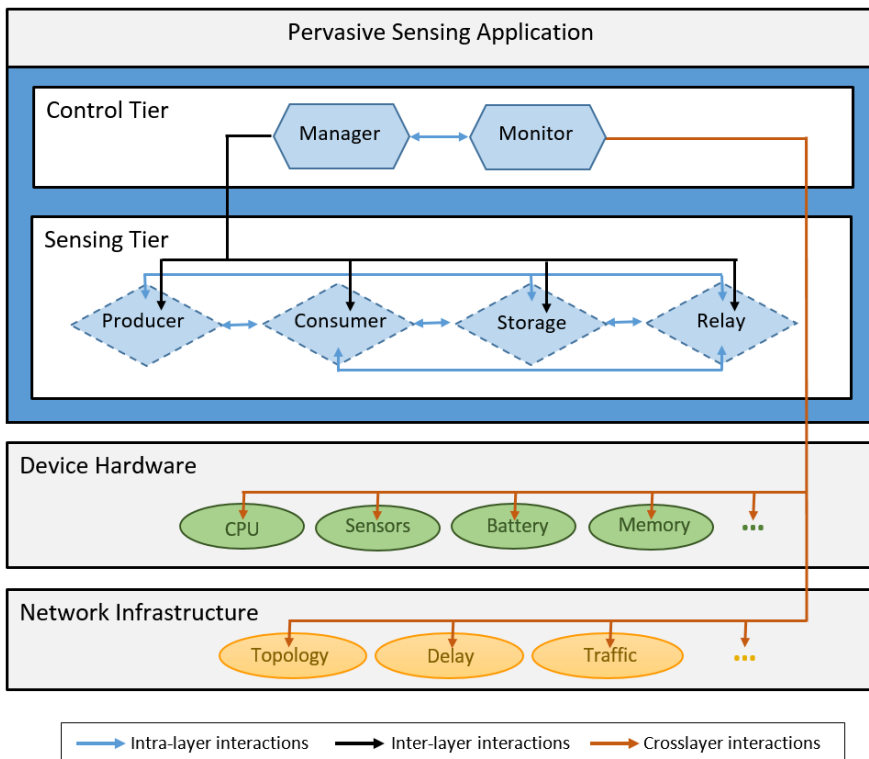 Pervasive Sensing Application
Control Tier
Manager
Monitor
Sensing Tier
Producer
Consumer
Storage
Relay
Device Hardware
CPU
Sensors
Battery
Memory
...
Network Infrastructure
Topology
Delay
Traffic
...
Intra-layer interactions
Inter-layer interactions
Crosslayer interactions